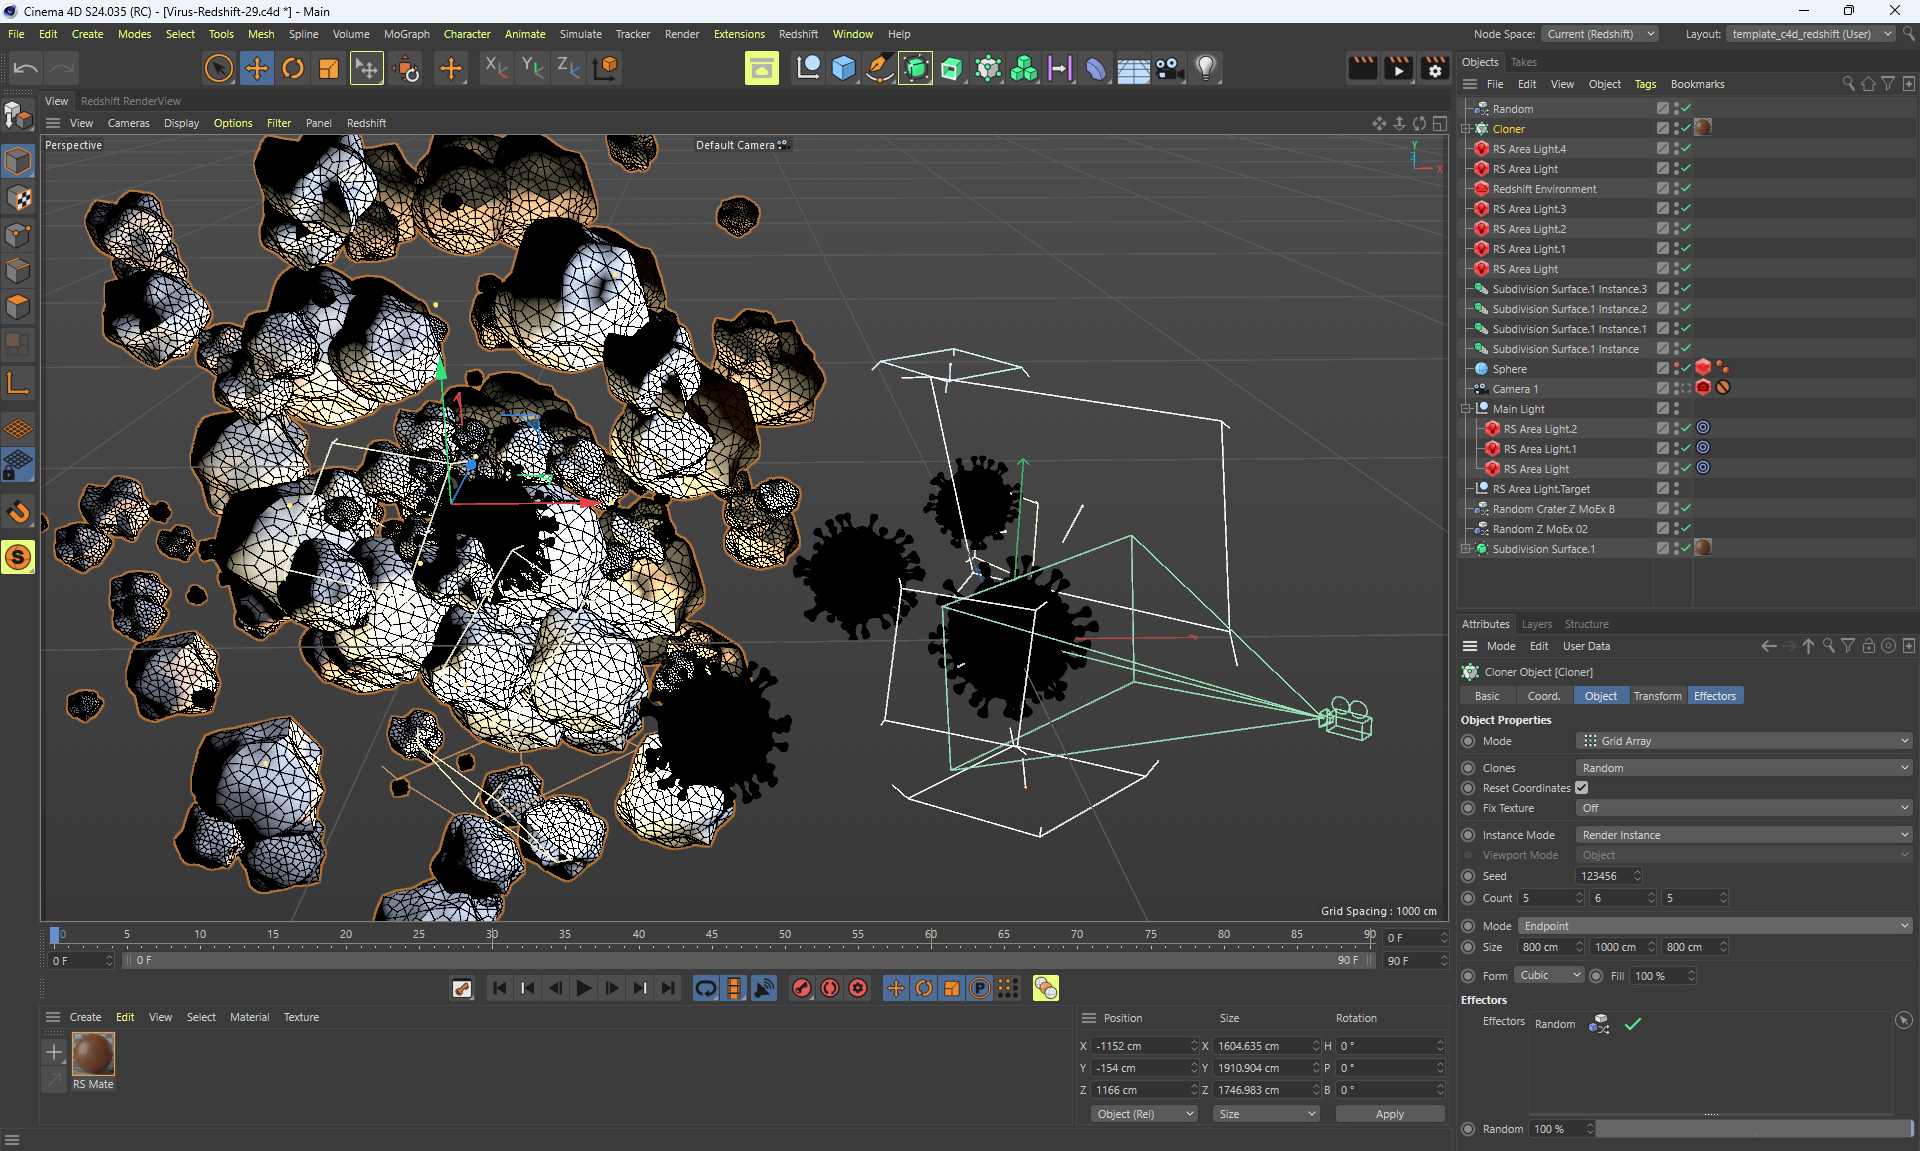 Cinema 4D S24.035 (RC) - [Virus-Redshift-29.c4d *] - Main
File Edit Create Modes Select Tools Mesh Spline Volume MoGraph Character Animate Simulate Tracker Render Extensions Redshift Window Help
Node Space: Current (Redshift) Layout: template_c4d_redshift (User)
X Y Z
View Redshift RenderView
View Cameras Display Options Filter Panel Redshift
Perspective
Default Camera
Y
Z
X
Grid Spacing : 1000 cm
0 5 10 15 20 25 30 35 40 45 50 55 60 65 70 75 80 85 90
0 F
0 F
0 F
90 F
90 F
Create Edit View Select Material Texture
RS Mate
Position Size Rotation
X -1152 cm X 1604.635 cm H 0 °
Y -154 cm Y 1910.904 cm P 0 °
Z 1166 cm Z 1746.983 cm B 0 °
Object (Rel) Size Apply
Objects Takes
File Edit View Object Tags Bookmarks
Random
Cloner
RS Area Light.4
RS Area Light
Redshift Environment
RS Area Light.3
RS Area Light.2
RS Area Light.1
RS Area Light
Subdivision Surface.1 Instance.3
Subdivision Surface.1 Instance.2
Subdivision Surface.1 Instance.1
Subdivision Surface.1 Instance
Sphere
Camera 1
Main Light
RS Area Light.2
RS Area Light.1
RS Area Light
RS Area Light.Target
Random Crater Z MoEx B
Random Z MoEx 02
Subdivision Surface.1
Attributes Layers Structure
Mode Edit User Data
Cloner Object [Cloner]
Basic Coord. Object Transform Effectors
Object Properties
Mode Grid Array
Clones Random
Reset Coordinates
Fix Texture Off
Instance Mode Render Instance
Viewport Mode Object
Seed 123456
Count 5 6 5
Mode Endpoint
Size 800 cm 1000 cm 800 cm
Form Cubic Fill 100 %
Effectors
Effectors Random
Random 100 %